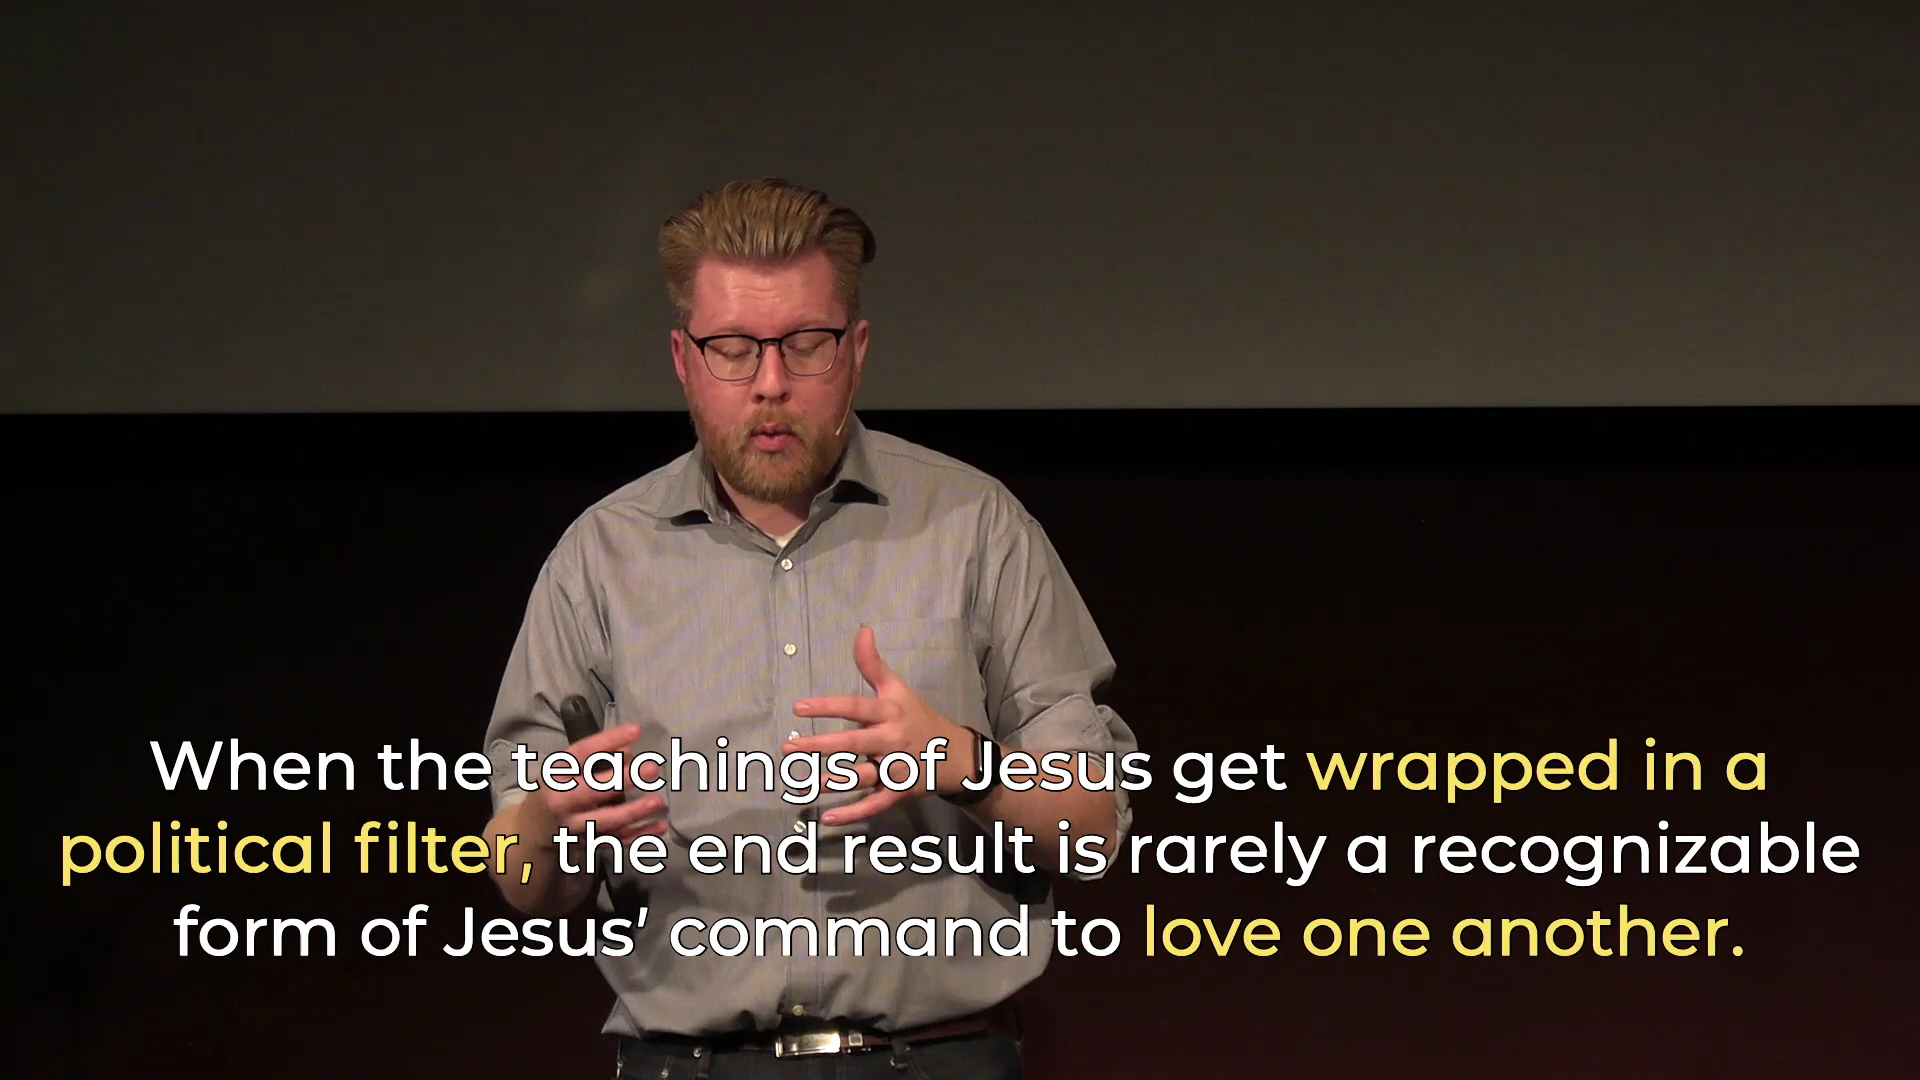 When the teachings of Jesus get wrapped in a
political filter, the end result is rarely a recognizable
form of Jesus’ command to love one another.